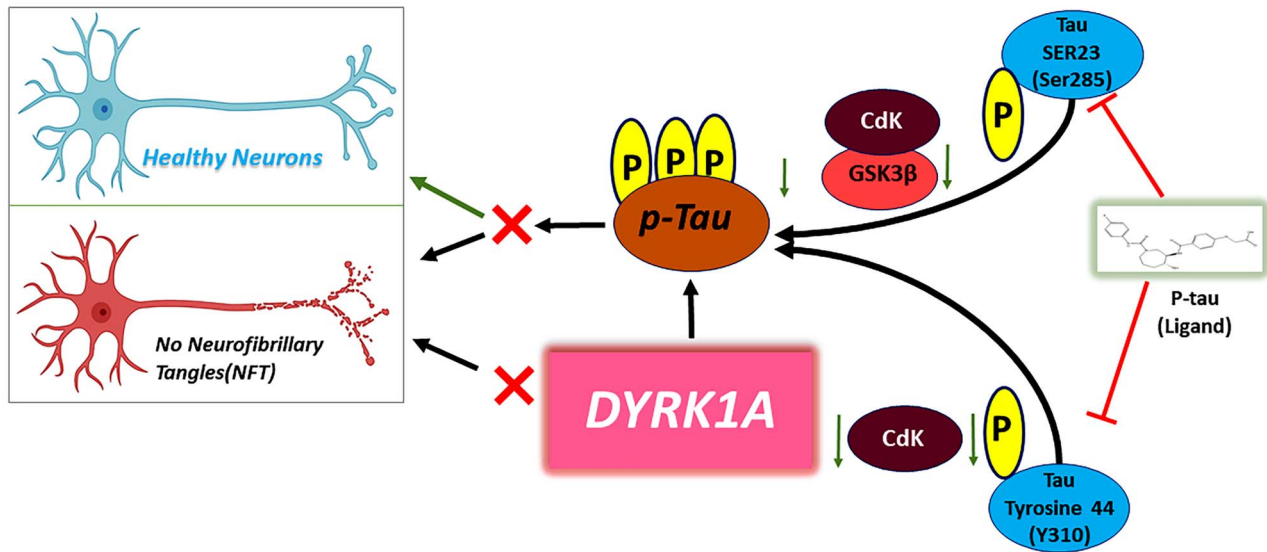 Healthy Neurons
No Neurofibrillary
Tangles(NFT)
P
P
P
p-Tau
DYRK1A
CdK
GSK3β
P
Tau
SER23
(Ser285)
P-tau
(Ligand)
CdK
P
Tau
Tyrosine 44
(Y310)